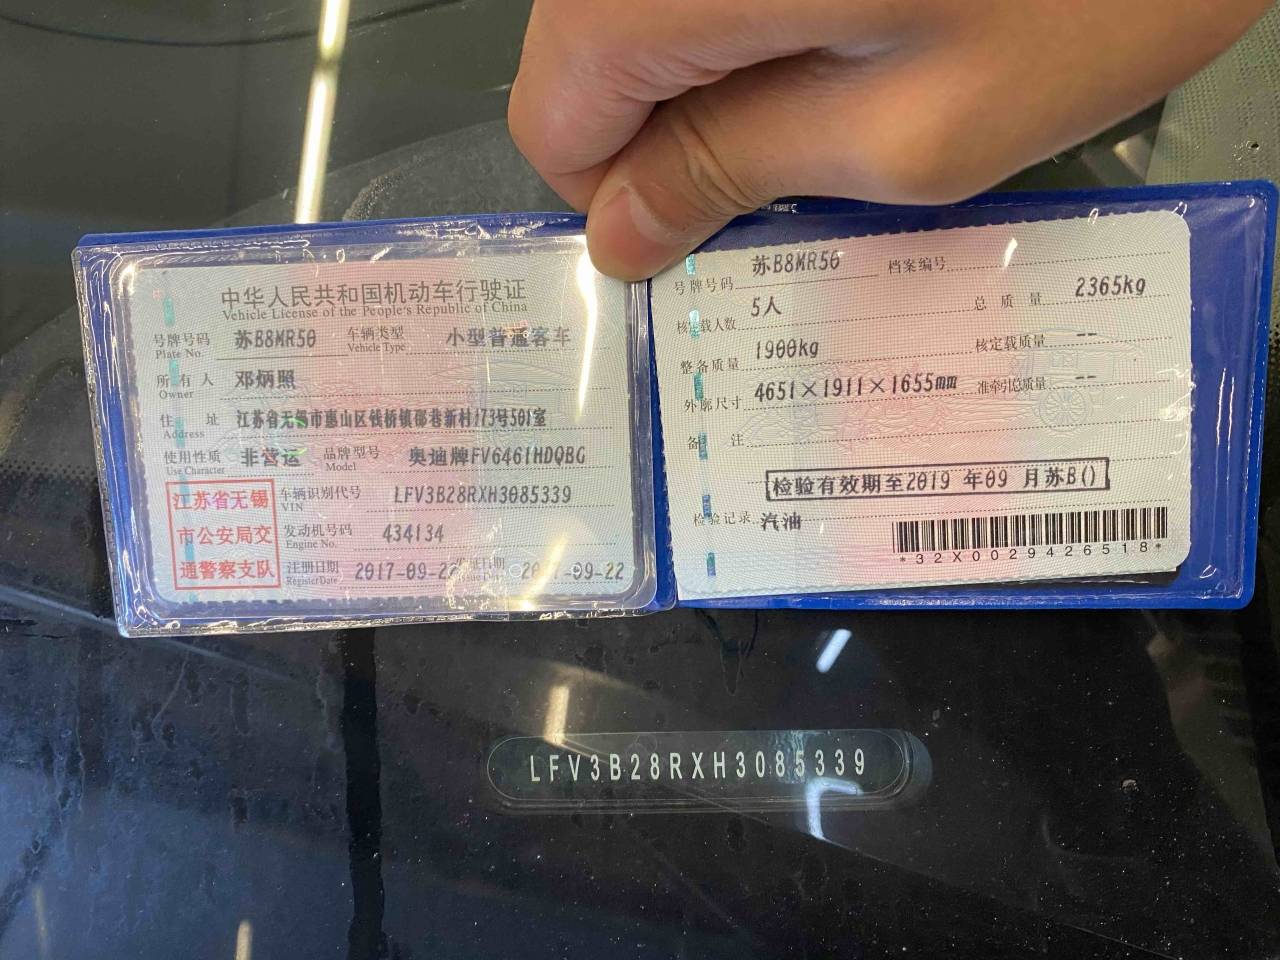 中华人民共和国机动车行驶证
Vehicle License of the People's Republic of China
号牌号码 苏B8MR50 车辆类型 小型普通客车
Plate No. Vehicle Type
所有人 邓炳照
Owner
住址 江苏省无锡市惠山区钱桥镇邵巷新村173号501室
Address
使用性质 非营运 品牌型号 奥迪牌FV6461HDQBG
Use Character Model
江苏省无锡
市公安局交
通警察支队
车辆识别代号 LFV3B28RXH3085339
VIN
发动机号码 434134
Engine No.
注册日期 2017-09-22 发证日期 2017-09-22
Register Date Issue Date
号牌号码 苏B8MR50 档案编号
核定载人数 5人 总质量 2365kg
整备质量 1900kg 核定载质量 --
外廓尺寸 4651×1911×1655mm 准牵引总质量 --
备注
检验有效期至2019 年09 月苏B()
检验记录 汽油
*32X0029426518*
LFV3B28RXH3085339